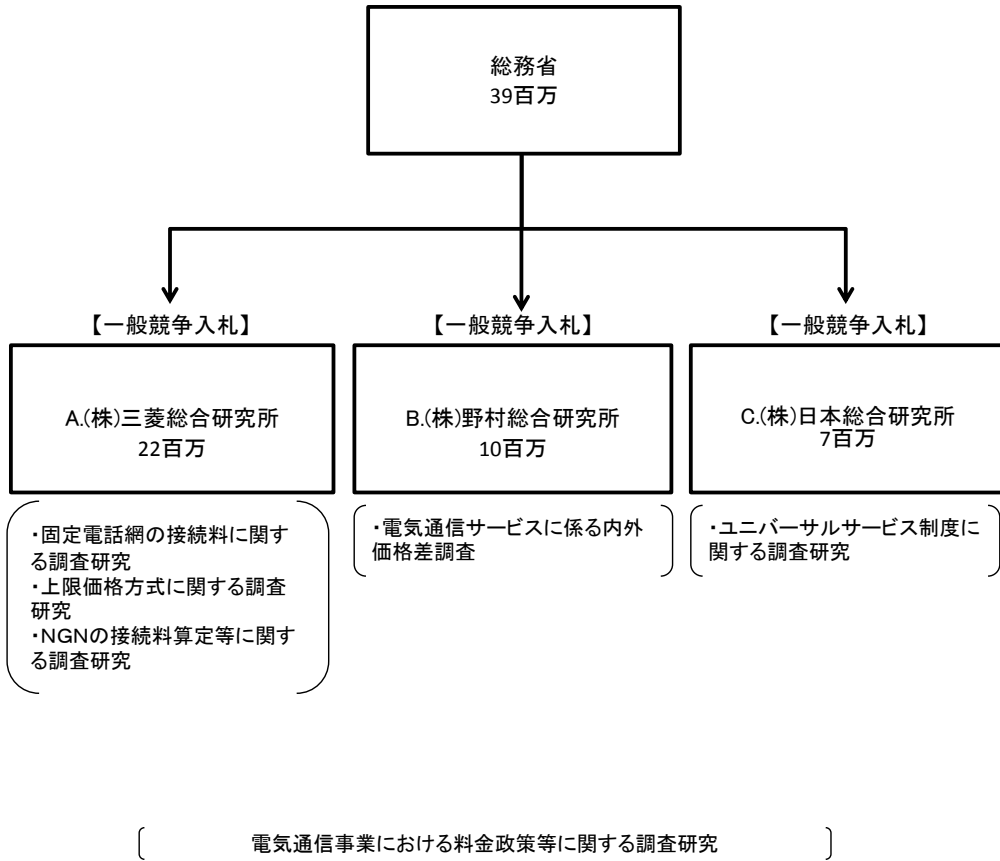 総務省
39百万
【一般競争入札】
A.(株)三菱総合研究所
22百万
・固定電話網の接続料に関す
る調査研究
・上限価格方式に関する調査
研究
・NGNの接続料算定等に関す
る調査研究
【一般競争入札】
B.(株)野村総合研究所
10百万
・電気通信サービスに係る内外
価格差調査
【一般競争入札】
C.(株)日本総合研究所
7百万
・ユニバーサルサービス制度に
関する調査研究
電気通信事業における料金政策等に関する調査研究